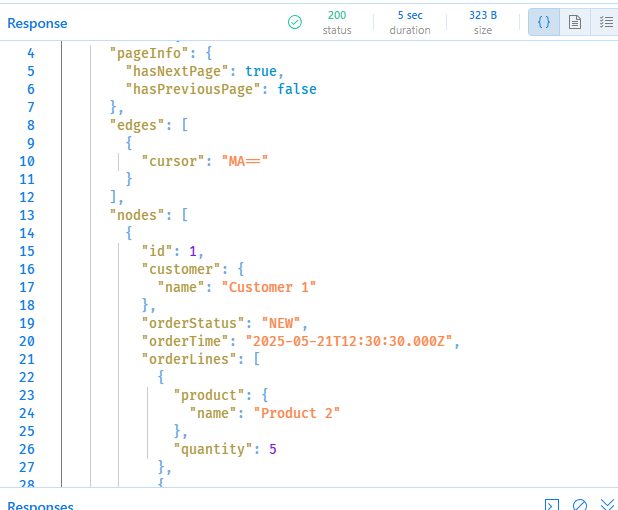 Response
200
status
5 sec
duration
323 B
size
{}
4 "pageInfo": {
5 "hasNextPage": true,
6 "hasPreviousPage": false
7 },
8 "edges": [
9 {
10 "cursor": "MA=="
11 }
12 ],
13 "nodes": [
14 {
15 "id": 1,
16 "customer": {
17 "name": "Customer 1"
18 },
19 "orderStatus": "NEW",
20 "orderTime": "2025-05-21T12:30:30.000Z",
21 "orderLines": [
22 {
23 "product": {
24 "name": "Product 2"
25 },
26 "quantity": 5
27 },
28 {
Responses